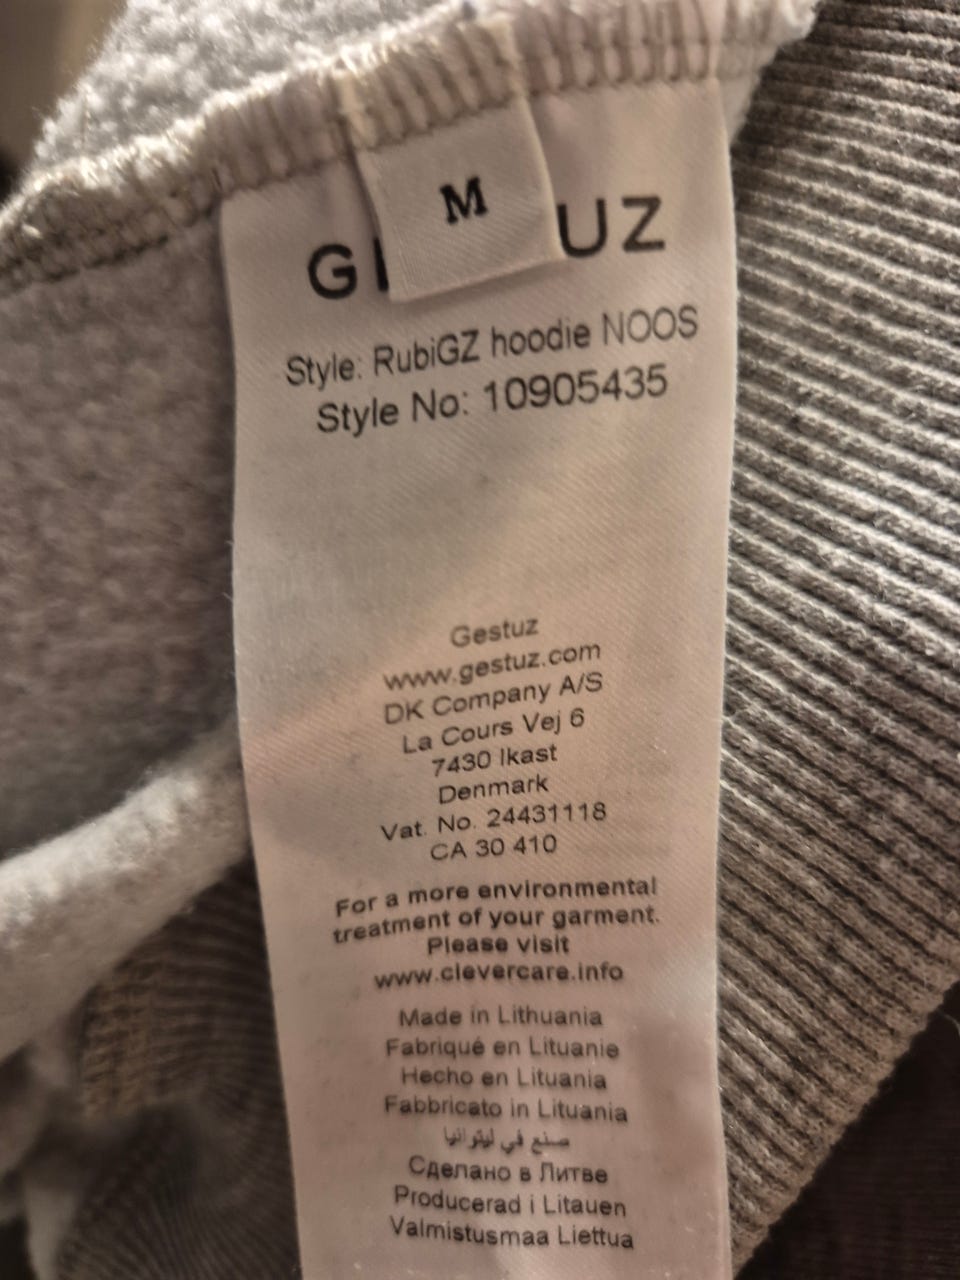 M
G UZ
Style: RubiGZ hoodie NOOS
Style No: 10905435
Gestuz
www.gestuz.com
DK Company A/S
La Cours Vej 6
7430 Ikast
Denmark
Vat. No. 24431118
CA 30 410
For a more environmental
treatment of your garment.
Please visit
www.clevercare.info
Made in Lithuania
Fabriqué en Lituanie
Hecho en Lituania
Fabbricato in Lituania
صنع في ليتوانيا
Сделано в Литве
Producerad i Litauen
Valmistusmaa Liettua